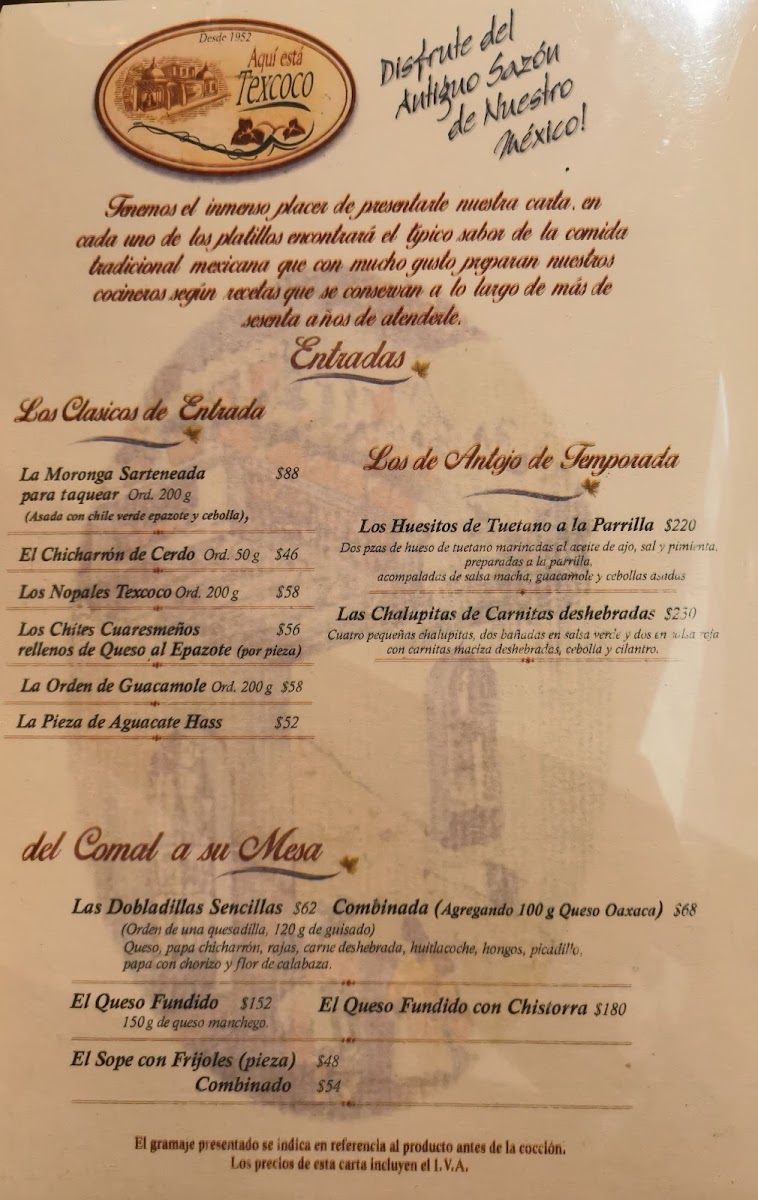 Desde 1952
Aquí está
Texcoco
Disfrute del
Antiguo Sazón
de Nuestro
México!
Tenemos el inmenso placer de presentarle nuestra carta, en
cada uno de los platillos encontrará el típico sabor de la comida
tradicional mexicana que con mucho gusto preparan nuestros
cocineros según recetas que se conservan a lo largo de más de
sesenta años de atenderle.
Entradas
Los Clasicos de Entrada
La Moronga Sarteneada $88
para taquear Ord. 200 g
(Asada con chile verde epazote y cebolla),
El Chicharrón de Cerdo Ord. 50 g $46
Los Nopales Texcoco Ord. 200 g $58
Los Chiles Cuaresmeños $56
rellenos de Queso al Epazote (por pieza)
La Orden de Guacamole Ord. 200 g $58
La Pieza de Aguacate Hass $52
Los de Antojo de Temporada
Los Huesitos de Tuetano a la Parrilla $220
Dos pzas de hueso de tuetano marinadas al aceite de ajo, sal y pimienta,
preparadas a la parrilla,
acompaladas de salsa macha, guacamole y cebollas asadas
Las Chalupitas de Carnitas deshebradas $230
Cuatro pequeñas chalupitas, dos bañadas en salsa verde y dos en salsa roja
con carnitas maciza deshebradas, cebolla y cilantro.
del Comal a su Mesa
Las Dobladillas Sencillas $62 Combinada (Agregando 100 g Queso Oaxaca) $68
(Orden de una quesadilla, 120 g de guisado)
Queso, papa chicharrón, rajas, carne deshebrada, huitlacoche, hongos, picadillo,
papa con chorizo y flor de calabaza.
El Queso Fundido $152 El Queso Fundido con Chistorra $180
150 g de queso manchego.
El Sope con Frijoles (pieza) $48
Combinado $54
El gramaje presentado se indica en referencia al producto antes de la cocción.
Los precios de esta carta incluyen el I.V.A.